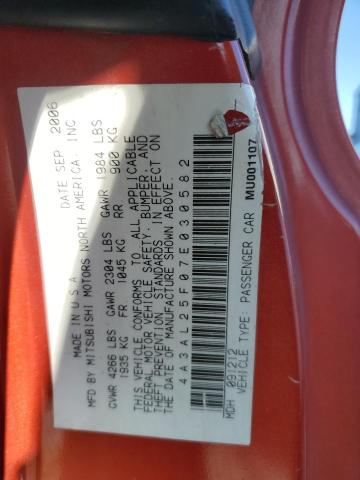 MADE IN U S A DATE SEP 2006
MFD BY MITSUBISHI MOTORS NORTH AMERICA, INC
GVWR 4266 LBS GAWR 2304 LBS GAWR 1984 LBS
1935 KG FR 1045 KG RR 900 KG
THIS VEHICLE CONFORMS TO ALL APPLICABLE
FEDERAL MOTOR VEHICLE SAFETY, BUMPER, AND
THEFT PREVENTION STANDARDS IN EFFECT ON
THE DATE OF MANUFACTURE SHOWN ABOVE.
4A3AL25F07E030582
MDH 091212
VEHICLE TYPE: PASSENGER CAR MU001107